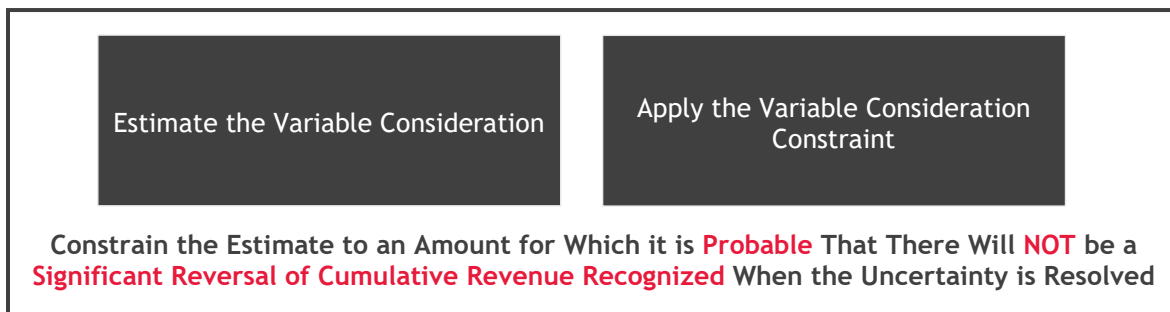 Estimate the Variable Consideration
Apply the Variable Consideration
Constraint
Constrain the Estimate to an Amount for Which it is Probable That There Will NOT be a
Significant Reversal of Cumulative Revenue Recognized When the Uncertainty is Resolved